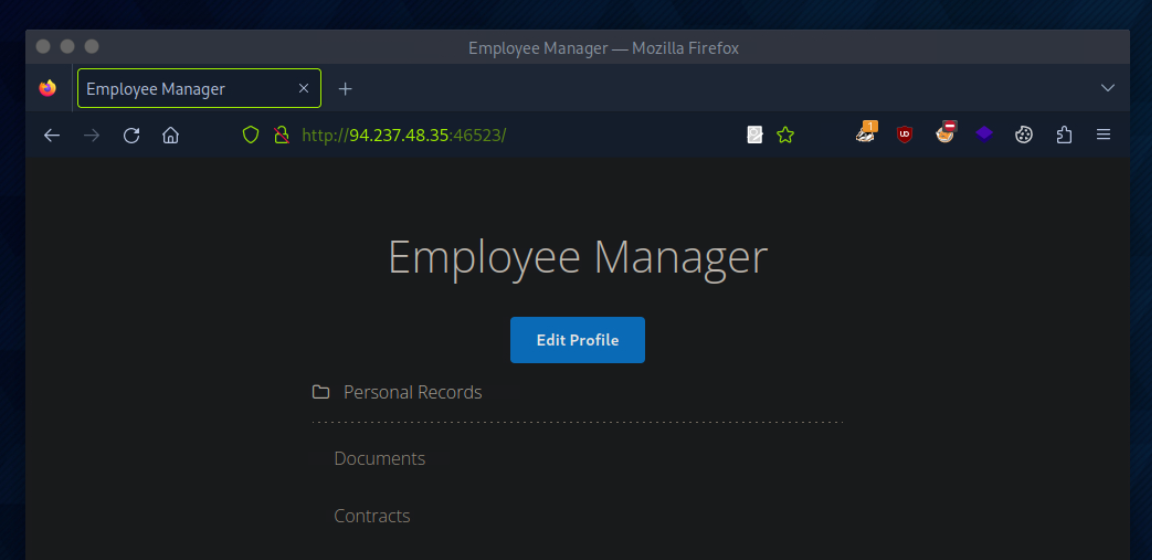 Employee Manager — Mozilla Firefox
Employee Manager
http://94.237.48.35:46523/
1
Employee Manager
Edit Profile
Personal Records
Documents
Contracts